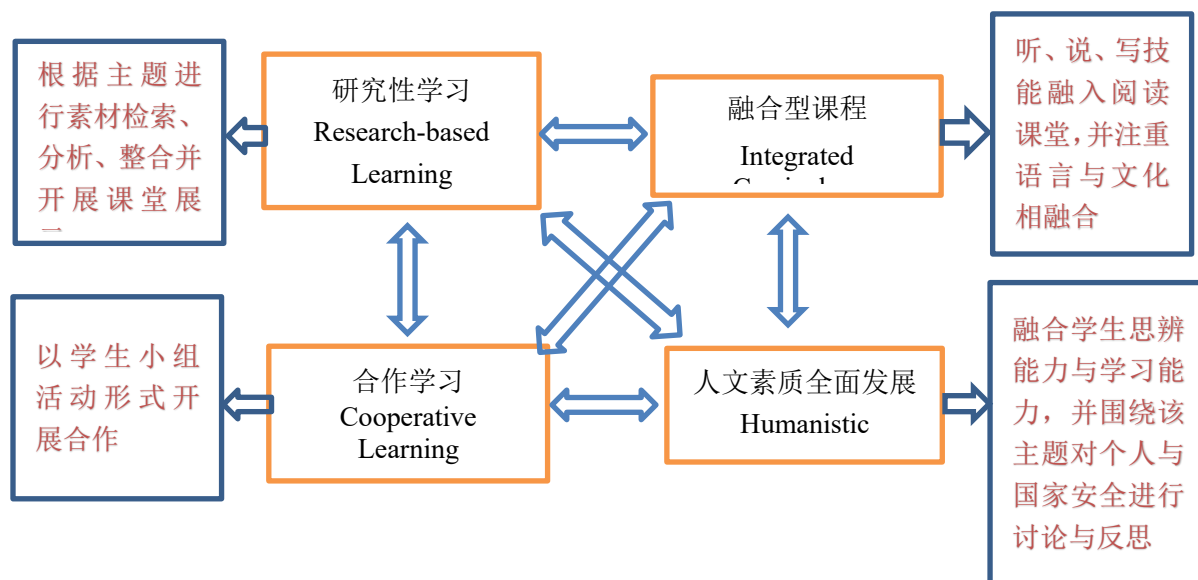 根据主题进
行素材检索、
分析、整合并
开展课堂展
研究性学习
Research-based
Learning
融合型课程
Integrated
听、说、写技
能融入阅读
课堂,并注重
语言与文化
相融合
以学生小组
活动形式开
展合作
合作学习
Cooperative
Learning
人文素质全面发展
Humanistic
融合学生思辨
能力与学习能
力，并围绕该
主题对个人与
国家安全进行
讨论与反思